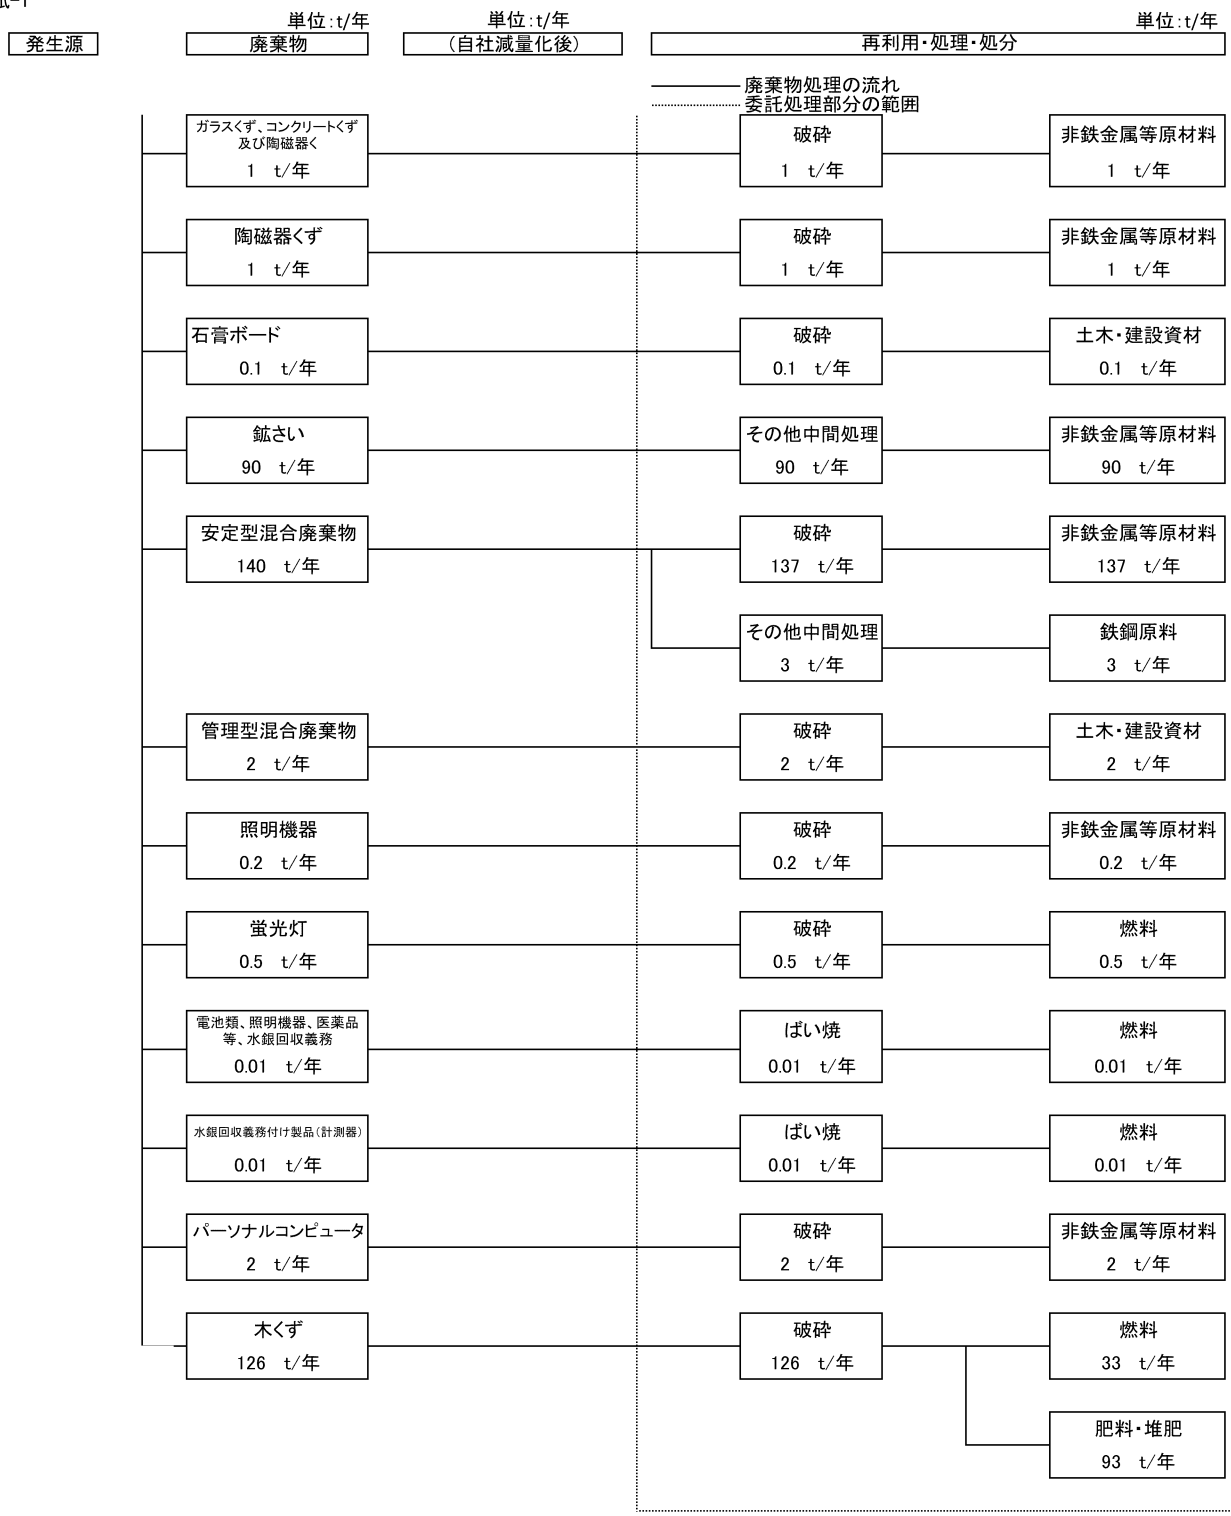 式-1
単位:t/年 単位:t/年 単位:t/年
発生源 廃棄物 (自社減量化後) 再利用・処理・処分
廃棄物処理の流れ
委託処理部分の範囲
ガラスくず、コンクリートくず
及び陶磁器く
1 t/年
破砕
1 t/年
非鉄金属等原材料
1 t/年
陶磁器くず
1 t/年
破砕
1 t/年
非鉄金属等原材料
1 t/年
石膏ボード
0.1 t/年
破砕
0.1 t/年
土木・建設資材
0.1 t/年
鉱さい
90 t/年
その他中間処理
90 t/年
非鉄金属等原材料
90 t/年
安定型混合廃棄物
140 t/年
破砕
137 t/年
非鉄金属等原材料
137 t/年
その他中間処理
3 t/年
鉄鋼原料
3 t/年
管理型混合廃棄物
2 t/年
破砕
2 t/年
土木・建設資材
2 t/年
照明機器
0.2 t/年
破砕
0.2 t/年
非鉄金属等原材料
0.2 t/年
蛍光灯
0.5 t/年
破砕
0.5 t/年
燃料
0.5 t/年
電池類、照明機器、医薬品
等、水銀回収義務
0.01 t/年
ばい焼
0.01 t/年
燃料
0.01 t/年
水銀回収義務付け製品(計測器)
0.01 t/年
ばい焼
0.01 t/年
燃料
0.01 t/年
パーソナルコンピュータ
2 t/年
破砕
2 t/年
非鉄金属等原材料
2 t/年
木くず
126 t/年
破砕
126 t/年
燃料
33 t/年
肥料・堆肥
93 t/年